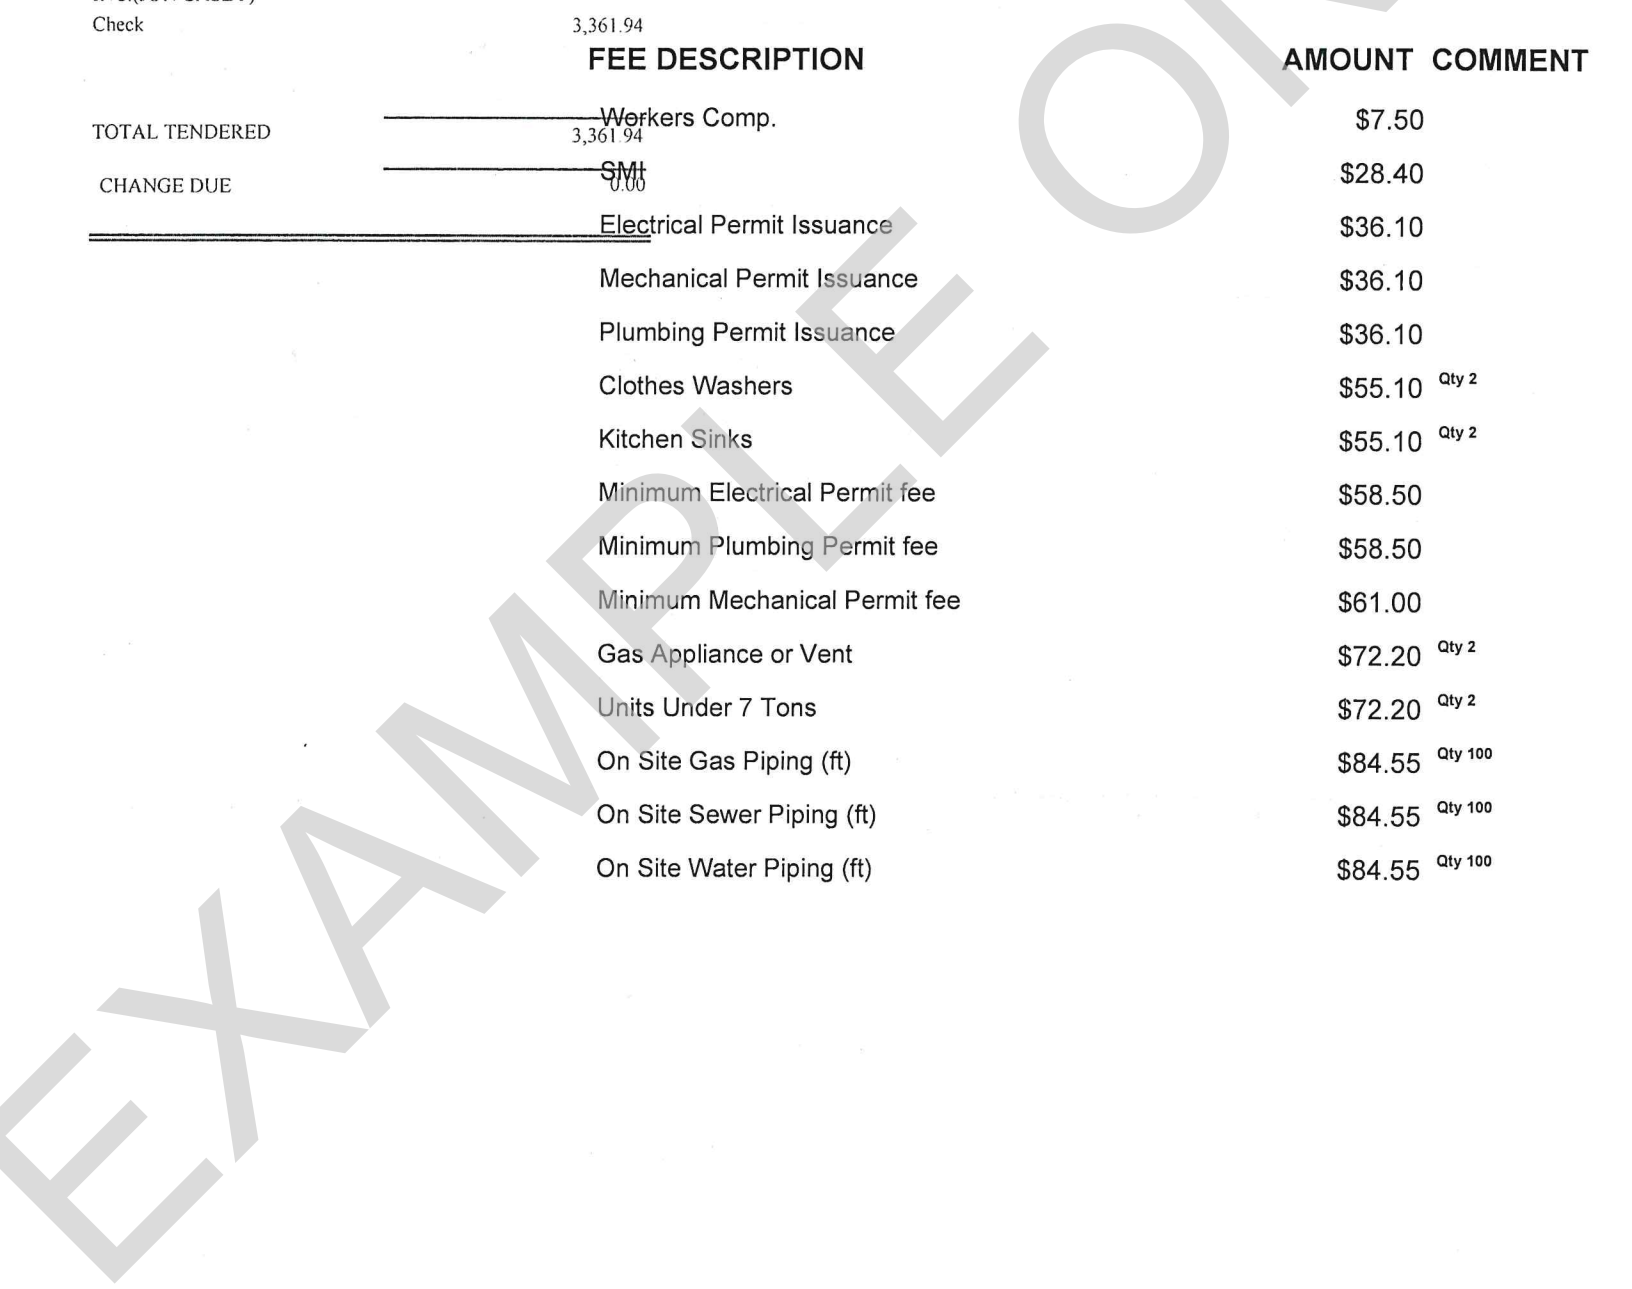 Check 3,361.94
FEE DESCRIPTION AMOUNT COMMENT
Workers Comp. $7.50
TOTAL TENDERED 3,361.94
SMI $28.40
CHANGE DUE 0.00
Electrical Permit Issuance $36.10
Mechanical Permit Issuance $36.10
Plumbing Permit Issuance $36.10
Clothes Washers $55.10 Qty 2
Kitchen Sinks $55.10 Qty 2
Minimum Electrical Permit fee $58.50
Minimum Plumbing Permit fee $58.50
Minimum Mechanical Permit fee $61.00
Gas Appliance or Vent $72.20 Qty 2
Units Under 7 Tons $72.20 Qty 2
On Site Gas Piping (ft) $84.55 Qty 100
On Site Sewer Piping (ft) $84.55 Qty 100
On Site Water Piping (ft) $84.55 Qty 100
EXAMPLE